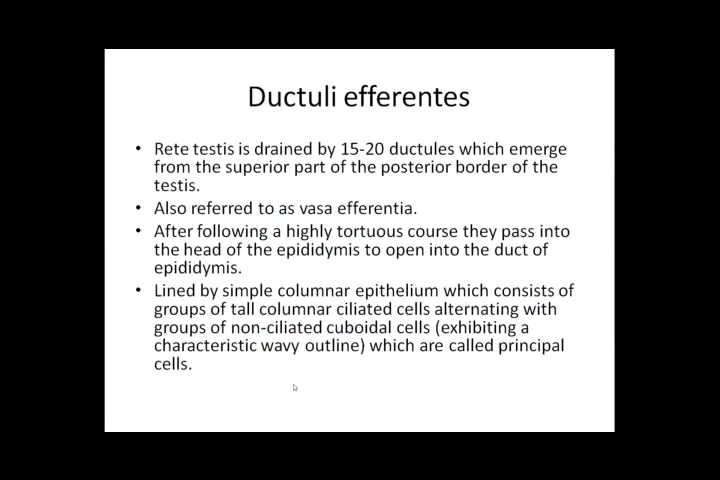 Ductuli efferentes
• Rete testis is drained by 15-20 ductules which emerge
from the superior part of the posterior border of the
testis.
• Also referred to as vasa efferentia.
• After following a highly tortuous course they pass into
the head of the epididymis to open into the duct of
epididymis.
• Lined by simple columnar epithelium which consists of
groups of tall columnar ciliated cells alternating with
groups of non-ciliated cuboidal cells (exhibiting a
characteristic wavy outline) which are called principal
cells.